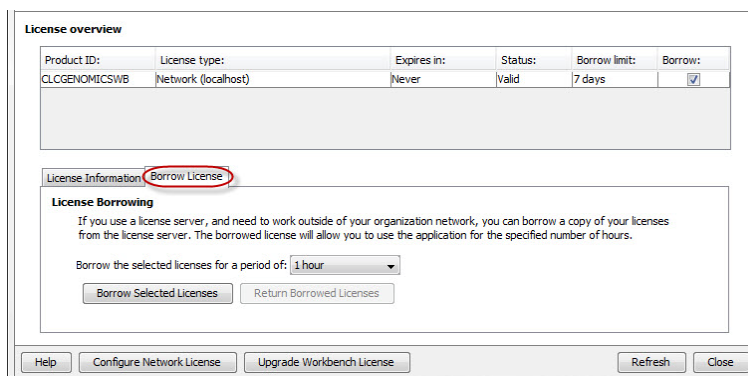 License overview
Product ID: License type: Expires in: Status: Borrow limit: Borrow:
CLCGENOMICSWB Network (localhost) Never Valid 7 days
License Information Borrow License
License Borrowing
If you use a license server, and need to work outside of your organization network, you can borrow a copy of your licenses
from the license server. The borrowed license will allow you to use the application for the specified number of hours.
Borrow the selected licenses for a period of: 1 hour
Borrow Selected Licenses Return Borrowed Licenses
Help Configure Network License Upgrade Workbench License Refresh Close